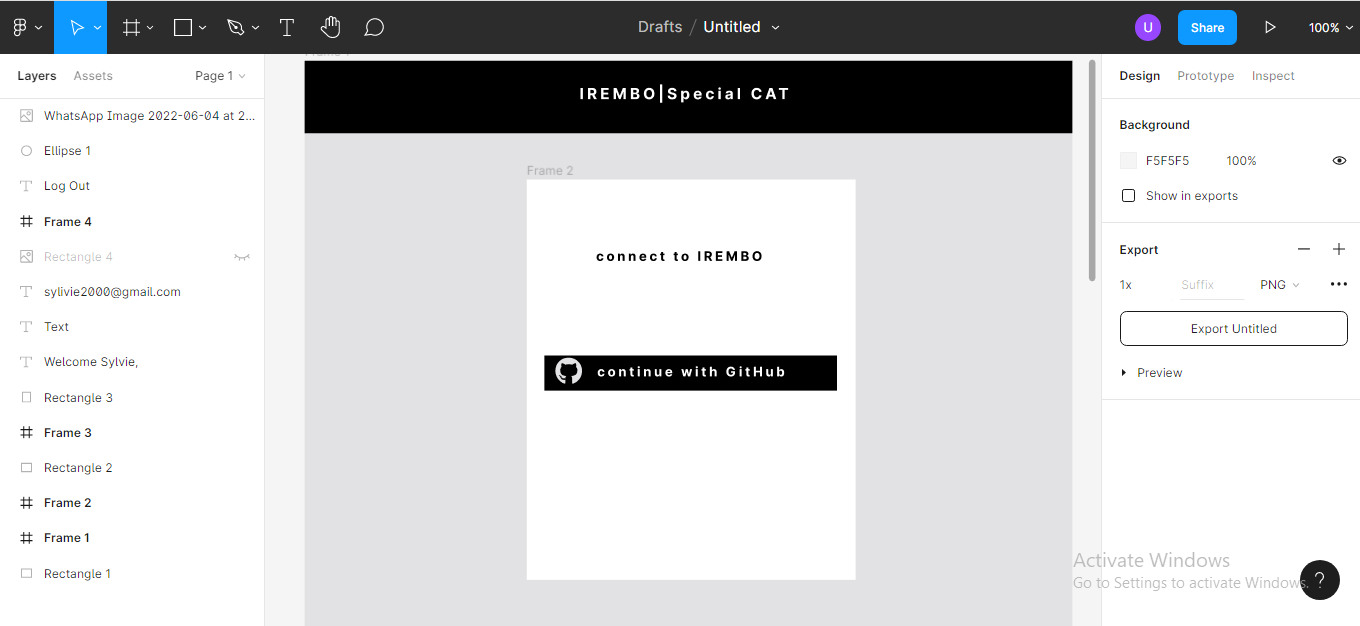 Drafts / Untitled
U
Share
100%
Layers
Assets
Page 1
WhatsApp Image 2022-06-04 at 2...
Ellipse 1
Log Out
Frame 4
Rectangle 4
sylivie2000@gmail.com
Text
Welcome Sylvie,
Rectangle 3
Frame 3
Rectangle 2
Frame 2
Frame 1
Rectangle 1
IREMBO|Special CAT
Frame 2
connect to IREMBO
continue with GitHub
Design
Prototype
Inspect
Background
F5F5F5 100%
Show in exports
Export
1x Suffix PNG
Export Untitled
Preview
Activate Windows
Go to Settings to activate Windows.
?